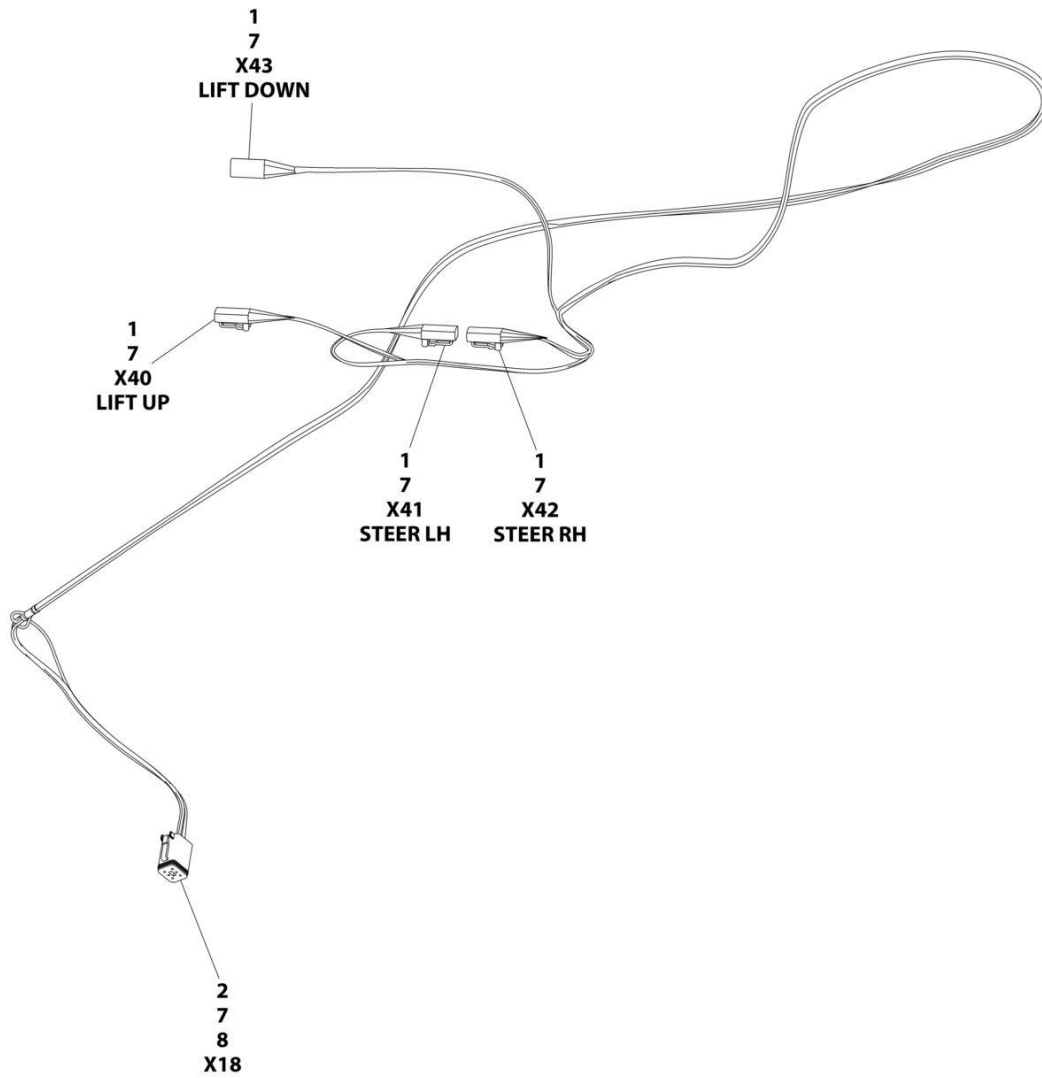 1
7
X43
LIFT DOWN
1
7
X40
LIFT UP
1
7
X41
STEER LH
1
7
X42
STEER RH
2
7
8
X18